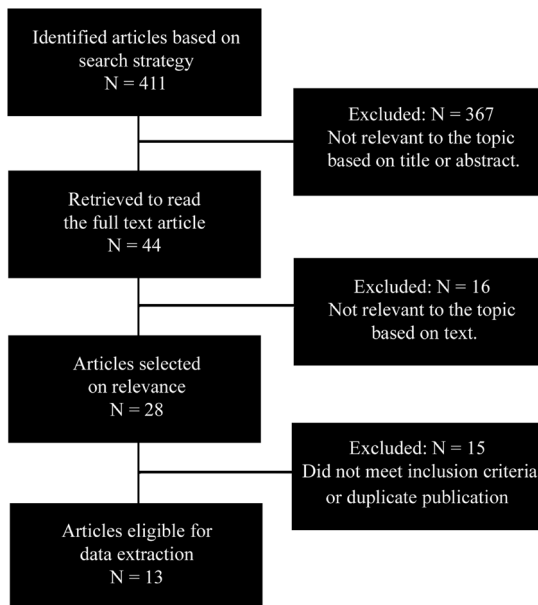 Identified articles based on
search strategy
N = 411
Excluded: N = 367
Not relevant to the topic
based on title or abstract.
Retrieved to read
the full text article
N = 44
Excluded: N = 16
Not relevant to the topic
based on text.
Articles selected
on relevance
N = 28
Excluded: N = 15
Did not meet inclusion criteria
or duplicate publication
Articles eligible for
data extraction
N = 13